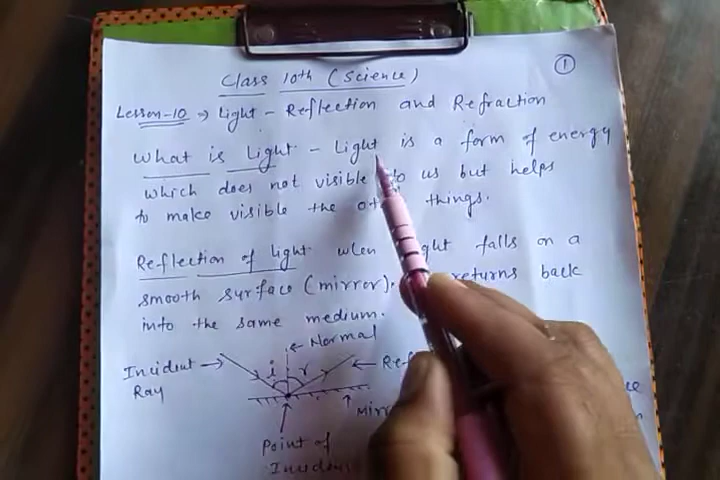 Class 10th (Science)
①
Lesson-10 → Light - Reflection and Refraction
What is Light - Light is a form of energy
which does not visible to us but helps
to make visible the things.
Reflection of light when falls on a
smooth surface (mirror). returns back
into the same medium.
← Normal
Incident →
Ray
i r
←
Point of